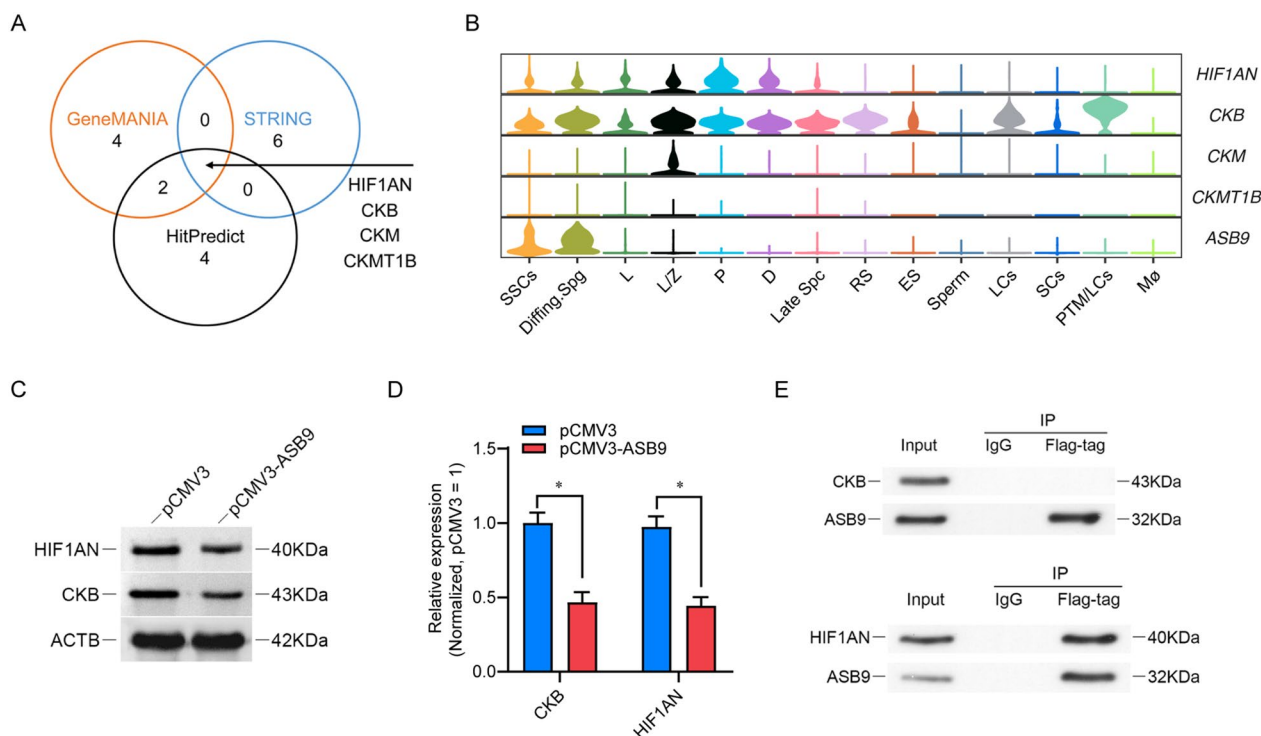 A
GeneMANIA
4
0
STRING
6
2
0
HitPredict
4
HIF1AN
CKB
CKM
CKMT1B
B
HIF1AN
CKB
CKM
CKMT1B
ASB9
SSCs
Diffing.Spg
L
L/Z
P
D
Late Spc
RS
ES
Sperm
LCs
SCs
PTM/LCs
Mø
C
pCMV3
pCMV3-ASB9
HIF1AN
40KDa
CKB
43KDa
ACTB
42KDa
D
pCMV3
pCMV3-ASB9
Relative expression
(Normalized, pCMV3 = 1)
1.5
1.0
0.5
0.0
*
*
CKB
HIF1AN
E
IP
Input IgG Flag-tag
CKB 43KDa
ASB9 32KDa
IP
Input IgG Flag-tag
HIF1AN 40KDa
ASB9 32KDa